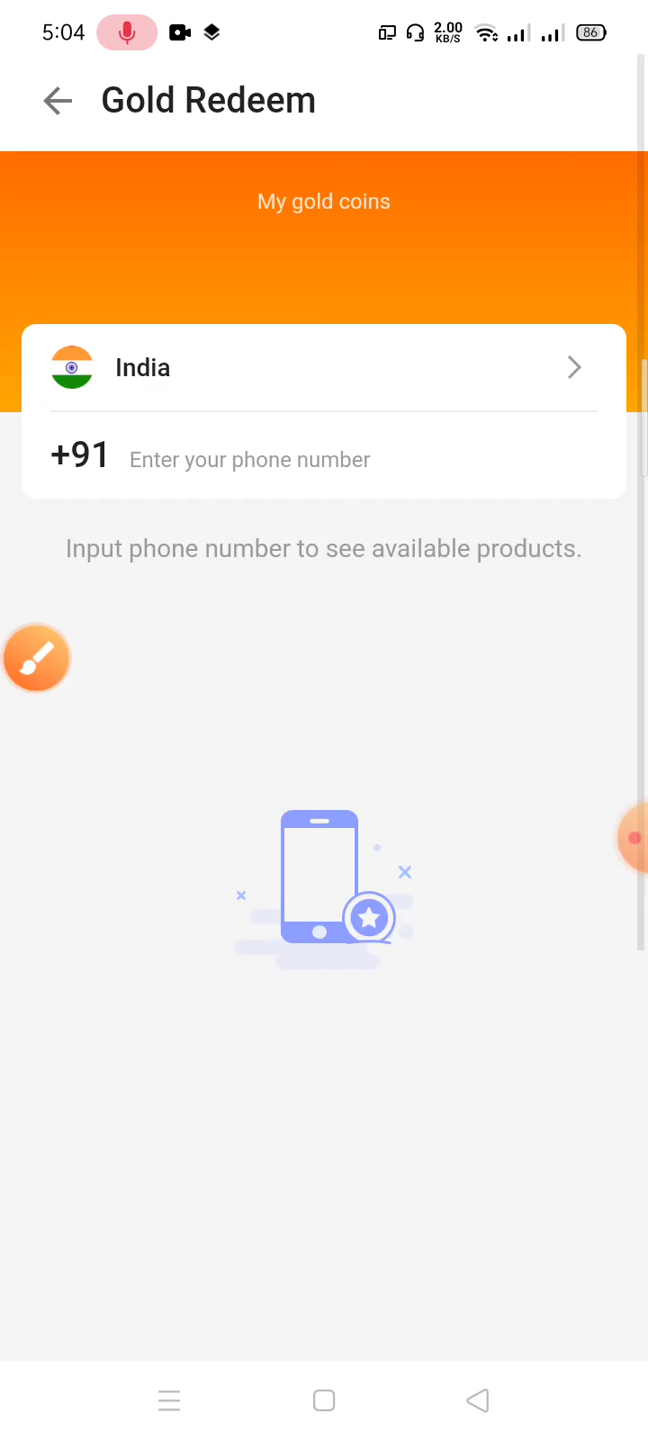 5:04 2.00 KB/S 86
Gold Redeem
My gold coins
India
+91 Enter your phone number
Input phone number to see available products.